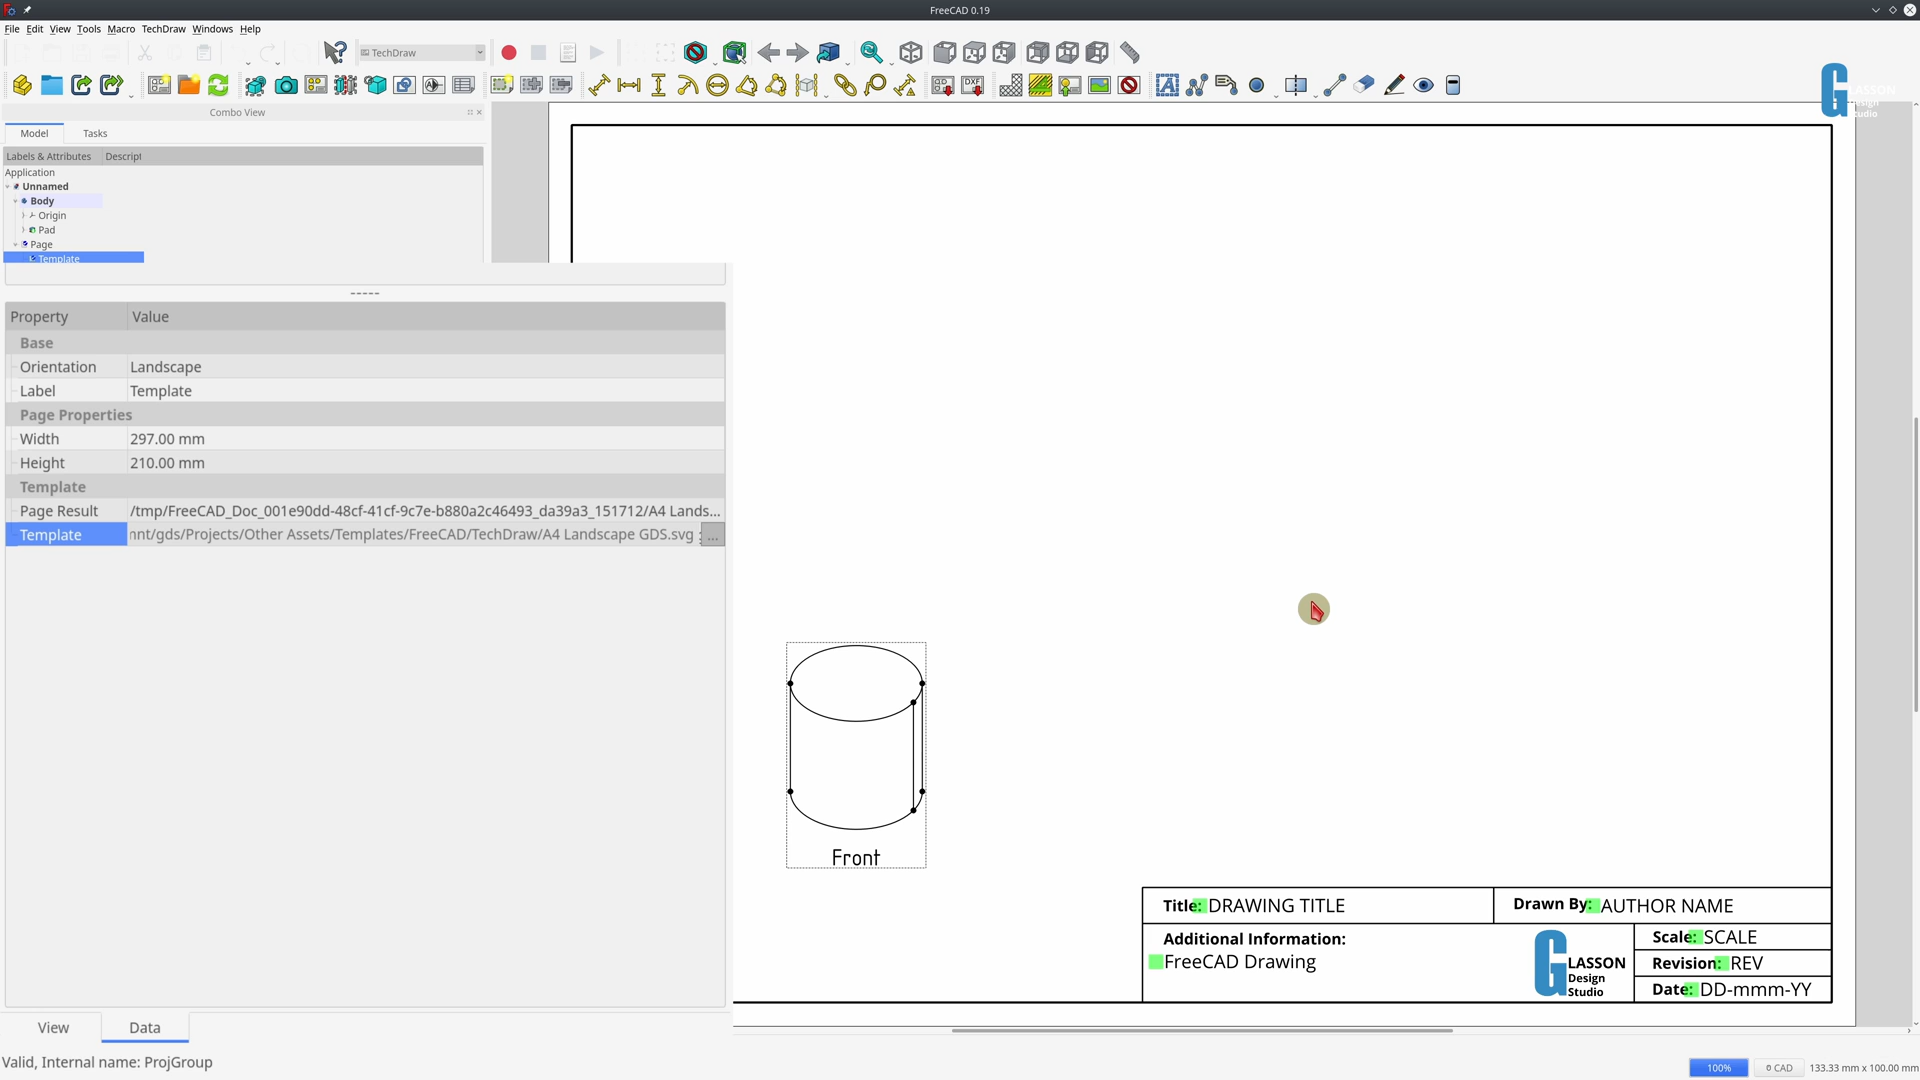 FreeCAD 0.19
File Edit View Tools Macro TechDraw Windows Help
TechDraw
DXF
Combo View
Model Tasks
Labels & Attributes Descript
Application
Unnamed
Body
Origin
Pad
Page
Template
Property Value
Base
Orientation Landscape
Label Template
Page Properties
Width 297.00 mm
Height 210.00 mm
Template
Page Result /tmp/FreeCAD_Doc_001e90dd-48cf-41cf-9c7e-b880a2c46493_da39a3_151712/A4 Lands...
Template nnt/gds/Projects/Other Assets/Templates/FreeCAD/TechDraw/A4 Landscape GDS.svg ...
View Data
Valid, Internal name: ProjGroup
GLASSON
Design
Studio
Front
Title: DRAWING TITLE
Drawn By: AUTHOR NAME
Additional Information:
FreeCAD Drawing
GLASSON
Design
Studio
Scale: SCALE
Revision: REV
Date: DD-mmm-YY
100% CAD 133.33 mm x 100.00 mm